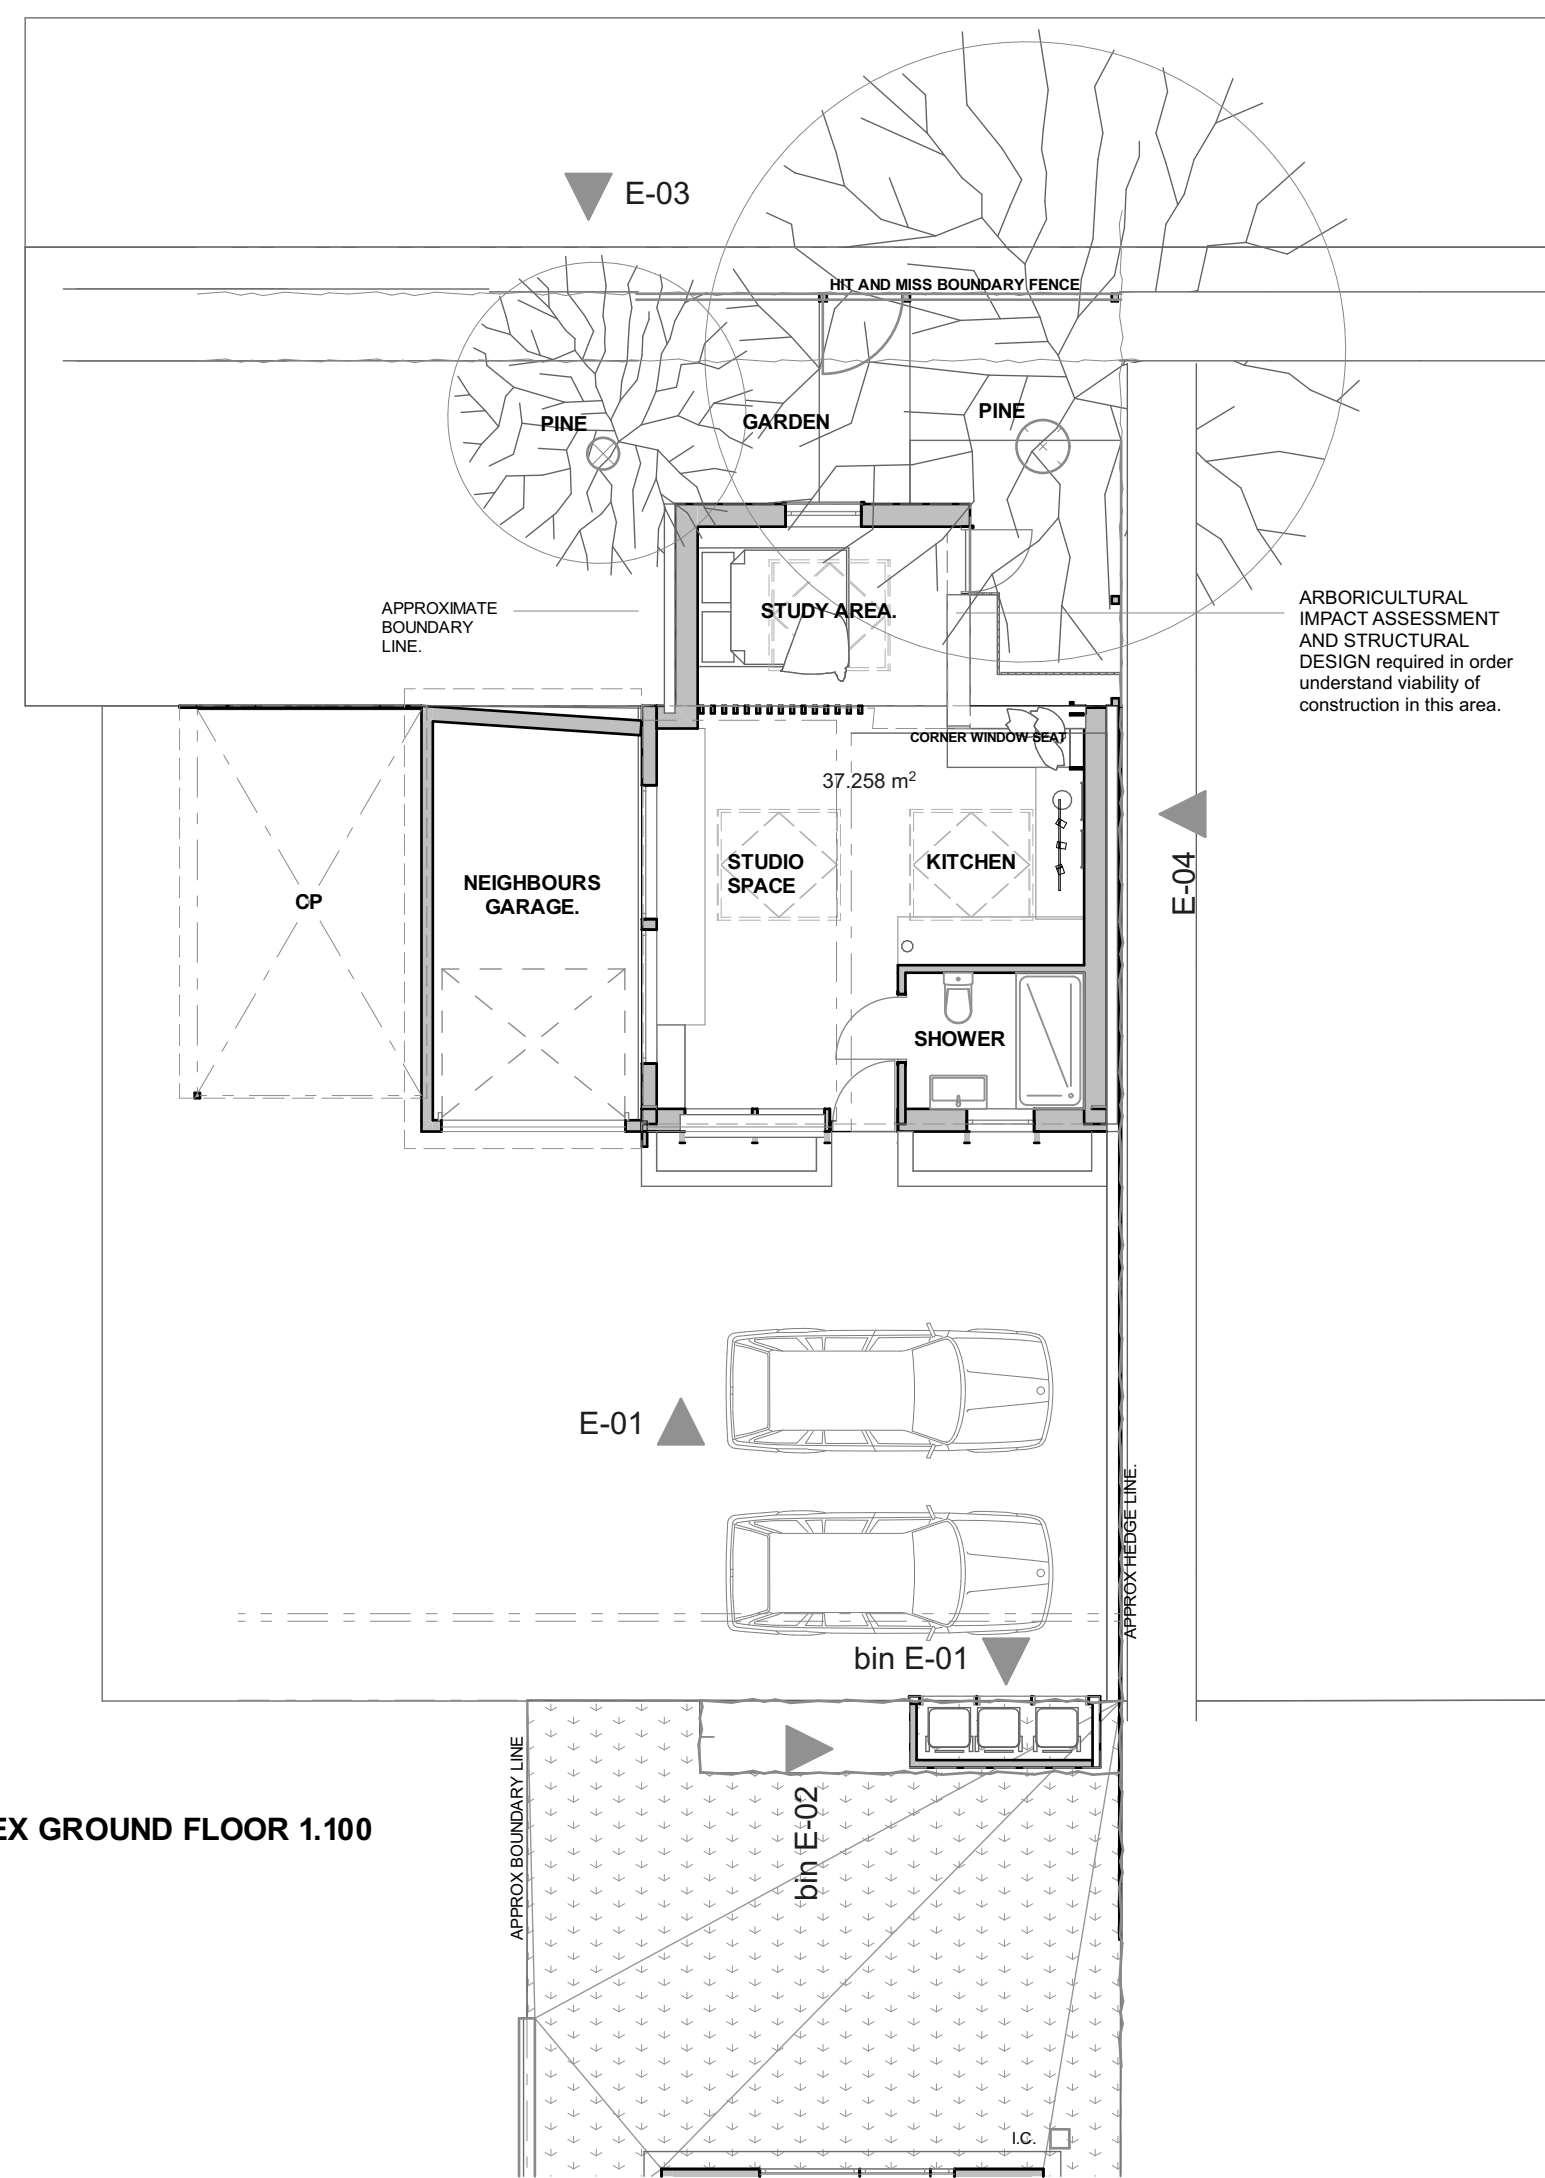 E-03
HIT AND MISS BOUNDARY FENCE
PINE
GARDEN
PINE
APPROXIMATE
BOUNDARY
LINE.
STUDY AREA.
ARBORICULTURAL
IMPACT ASSESSMENT
AND STRUCTURAL
DESIGN required in order
understand viability of
construction in this area.
CORNER WINDOW SEAT
37.258 m²
STUDIO
SPACE
KITCHEN
NEIGHBOURS
GARAGE.
CP
E-04
SHOWER
E-01
APPROX HEDGE LINE.
bin E-01
APPROX BOUNDARY LINE
bin E-02
EX GROUND FLOOR 1.100
I.C.